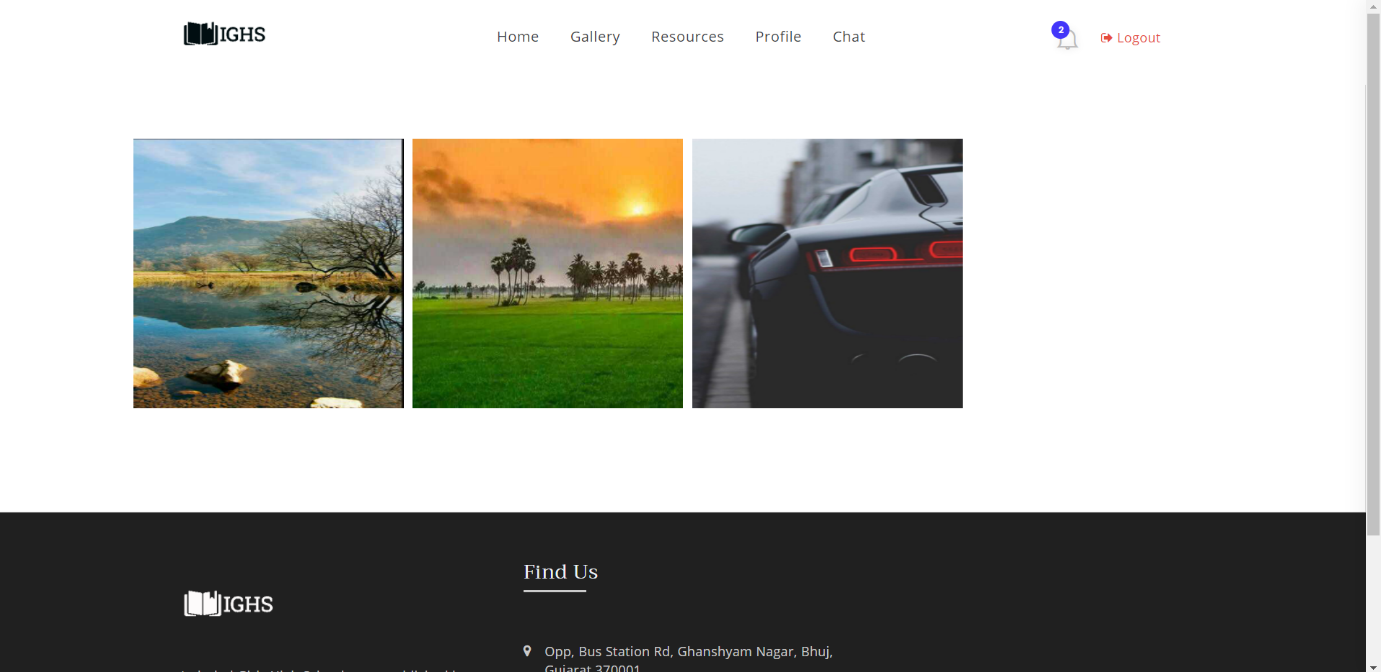 IGHS
Home
Gallery
Resources
Profile
Chat
2
Logout
Find Us
IGHS
Opp, Bus Station Rd, Ghanshyam Nagar, Bhuj,
Gujarat 370001